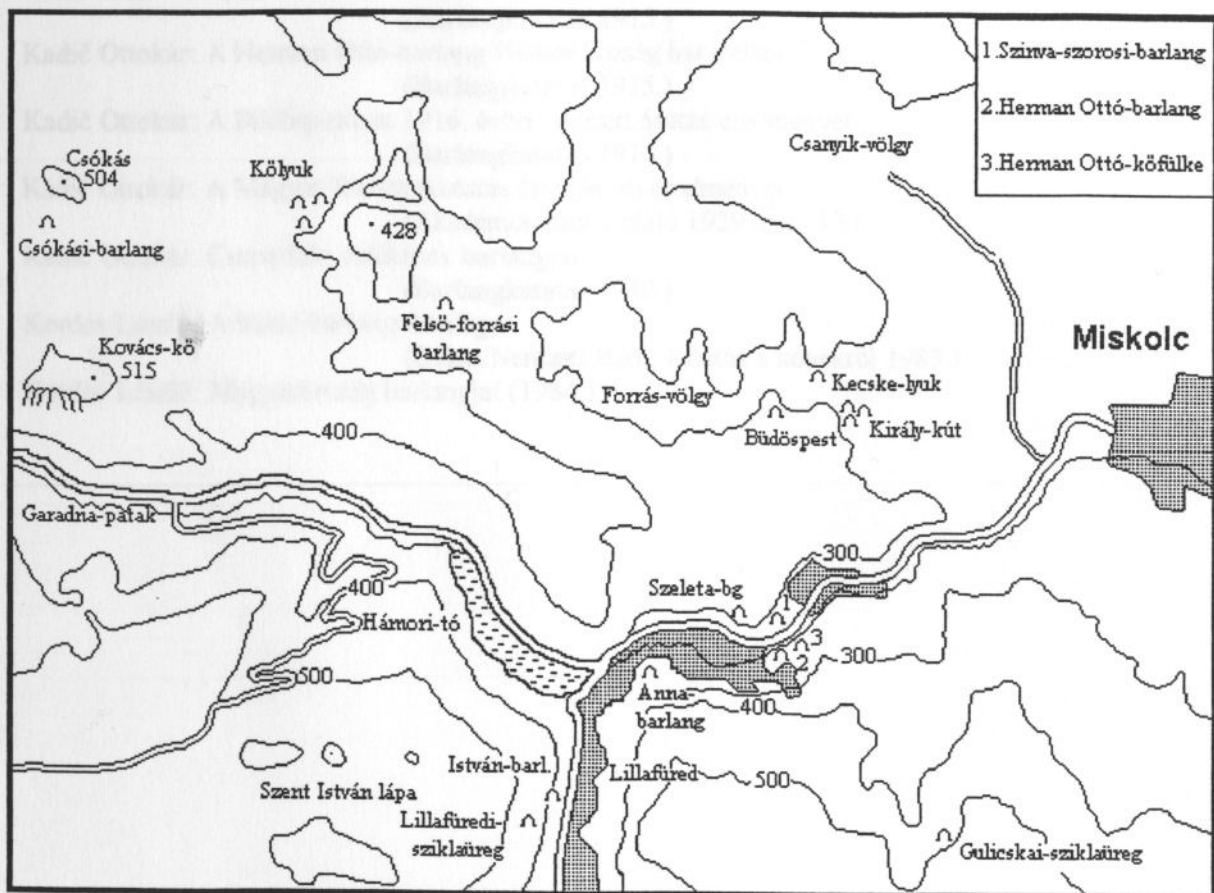 1.Szinva-szorosi-barlang
2.Herman Ottó-barlang
3.Herman Ottó-köfülke
Csanyik-völgy
Csókás
504
Kölyuk
428
Csókási-barlang
Felsö-forrási
barlang
Miskolc
Kovács-kö
515
Kecske-lyuk
Forrás-völgy
Büdöspest
Király-kút
400
Garadna-patak
300
400
Szeleta-bg
1
Hámori-tó
3
2
300
500
Anna-
barlang
400
István-barl.
Lillafüred
500
Szent István lápa
Lillafüredi-
sziklaüreg
Gulicskai-sziklaüreg